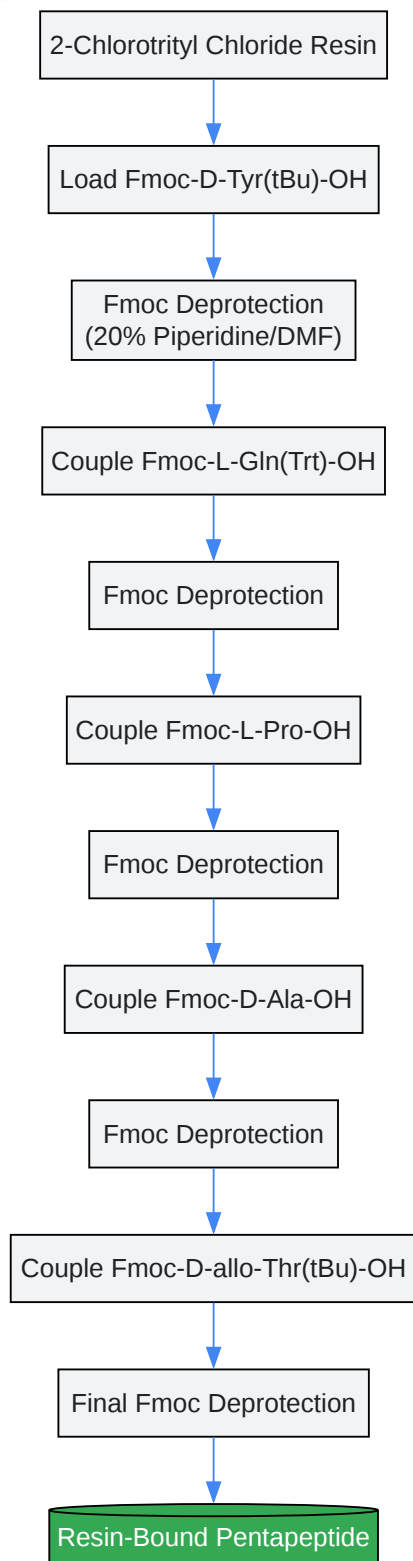 2-Chlorotrityl Chloride Resin
Load Fmoc-D-Tyr(tBu)-OH
Fmoc Deprotection
(20% Piperidine/DMF)
Couple Fmoc-L-Gln(Trt)-OH
Fmoc Deprotection
Couple Fmoc-L-Pro-OH
Fmoc Deprotection
Couple Fmoc-D-Ala-OH
Fmoc Deprotection
Couple Fmoc-D-allo-Thr(tBu)-OH
Final Fmoc Deprotection
Resin-Bound Pentapeptide